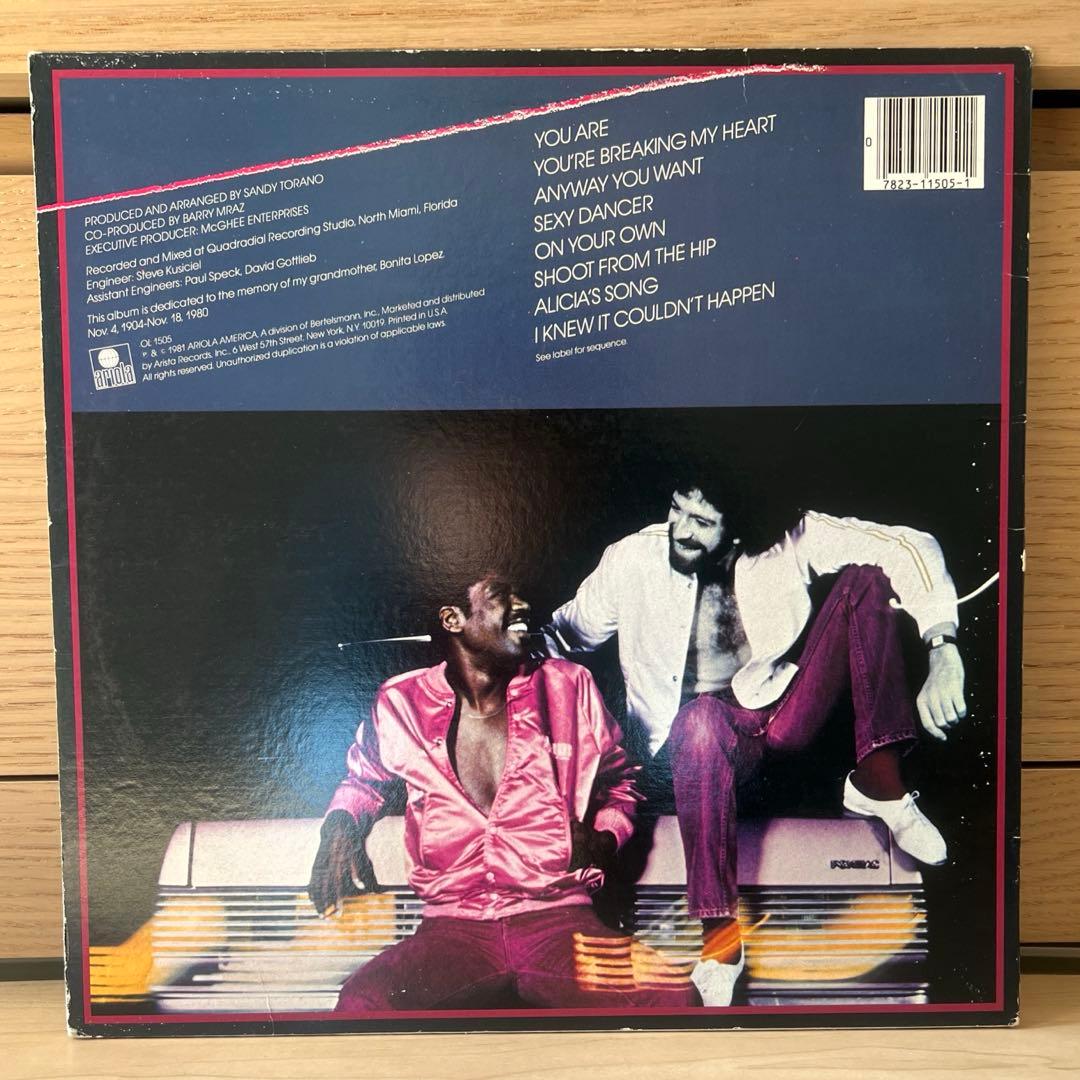 PRODUCED AND ARRANGED BY SANDY TORANO
CO-PRODUCED BY BARRY MRAZ
EXECUTIVE PRODUCER: McGHEE ENTERPRISES
Recorded and Mixed at Quadradial Recording Studio, North Miami, Florida
Engineer: Steve Kusiciel
Assistant Engineers: Paul Speck, David Gottlieb
This album is dedicated to the memory of my grandmother, Bonita Lopez
Nov. 4, 1904-Nov. 18, 1980
OL 1505
℗ & © 1981 ARIOLA AMERICA, A division of Bertelsmann, Inc., Marketed and distributed
by Arista Records, Inc., 6 West 57th Street, New York, N.Y. 10019. Printed in U.S.A.
All rights reserved. Unauthorized duplication is a violation of applicable laws.
ariola
YOU ARE
YOU'RE BREAKING MY HEART
ANYWAY YOU WANT
SEXY DANCER
ON YOUR OWN
SHOOT FROM THE HIP
ALICIA'S SONG
I KNEW IT COULDN'T HAPPEN
See label for sequence.
0 7823-11505-1